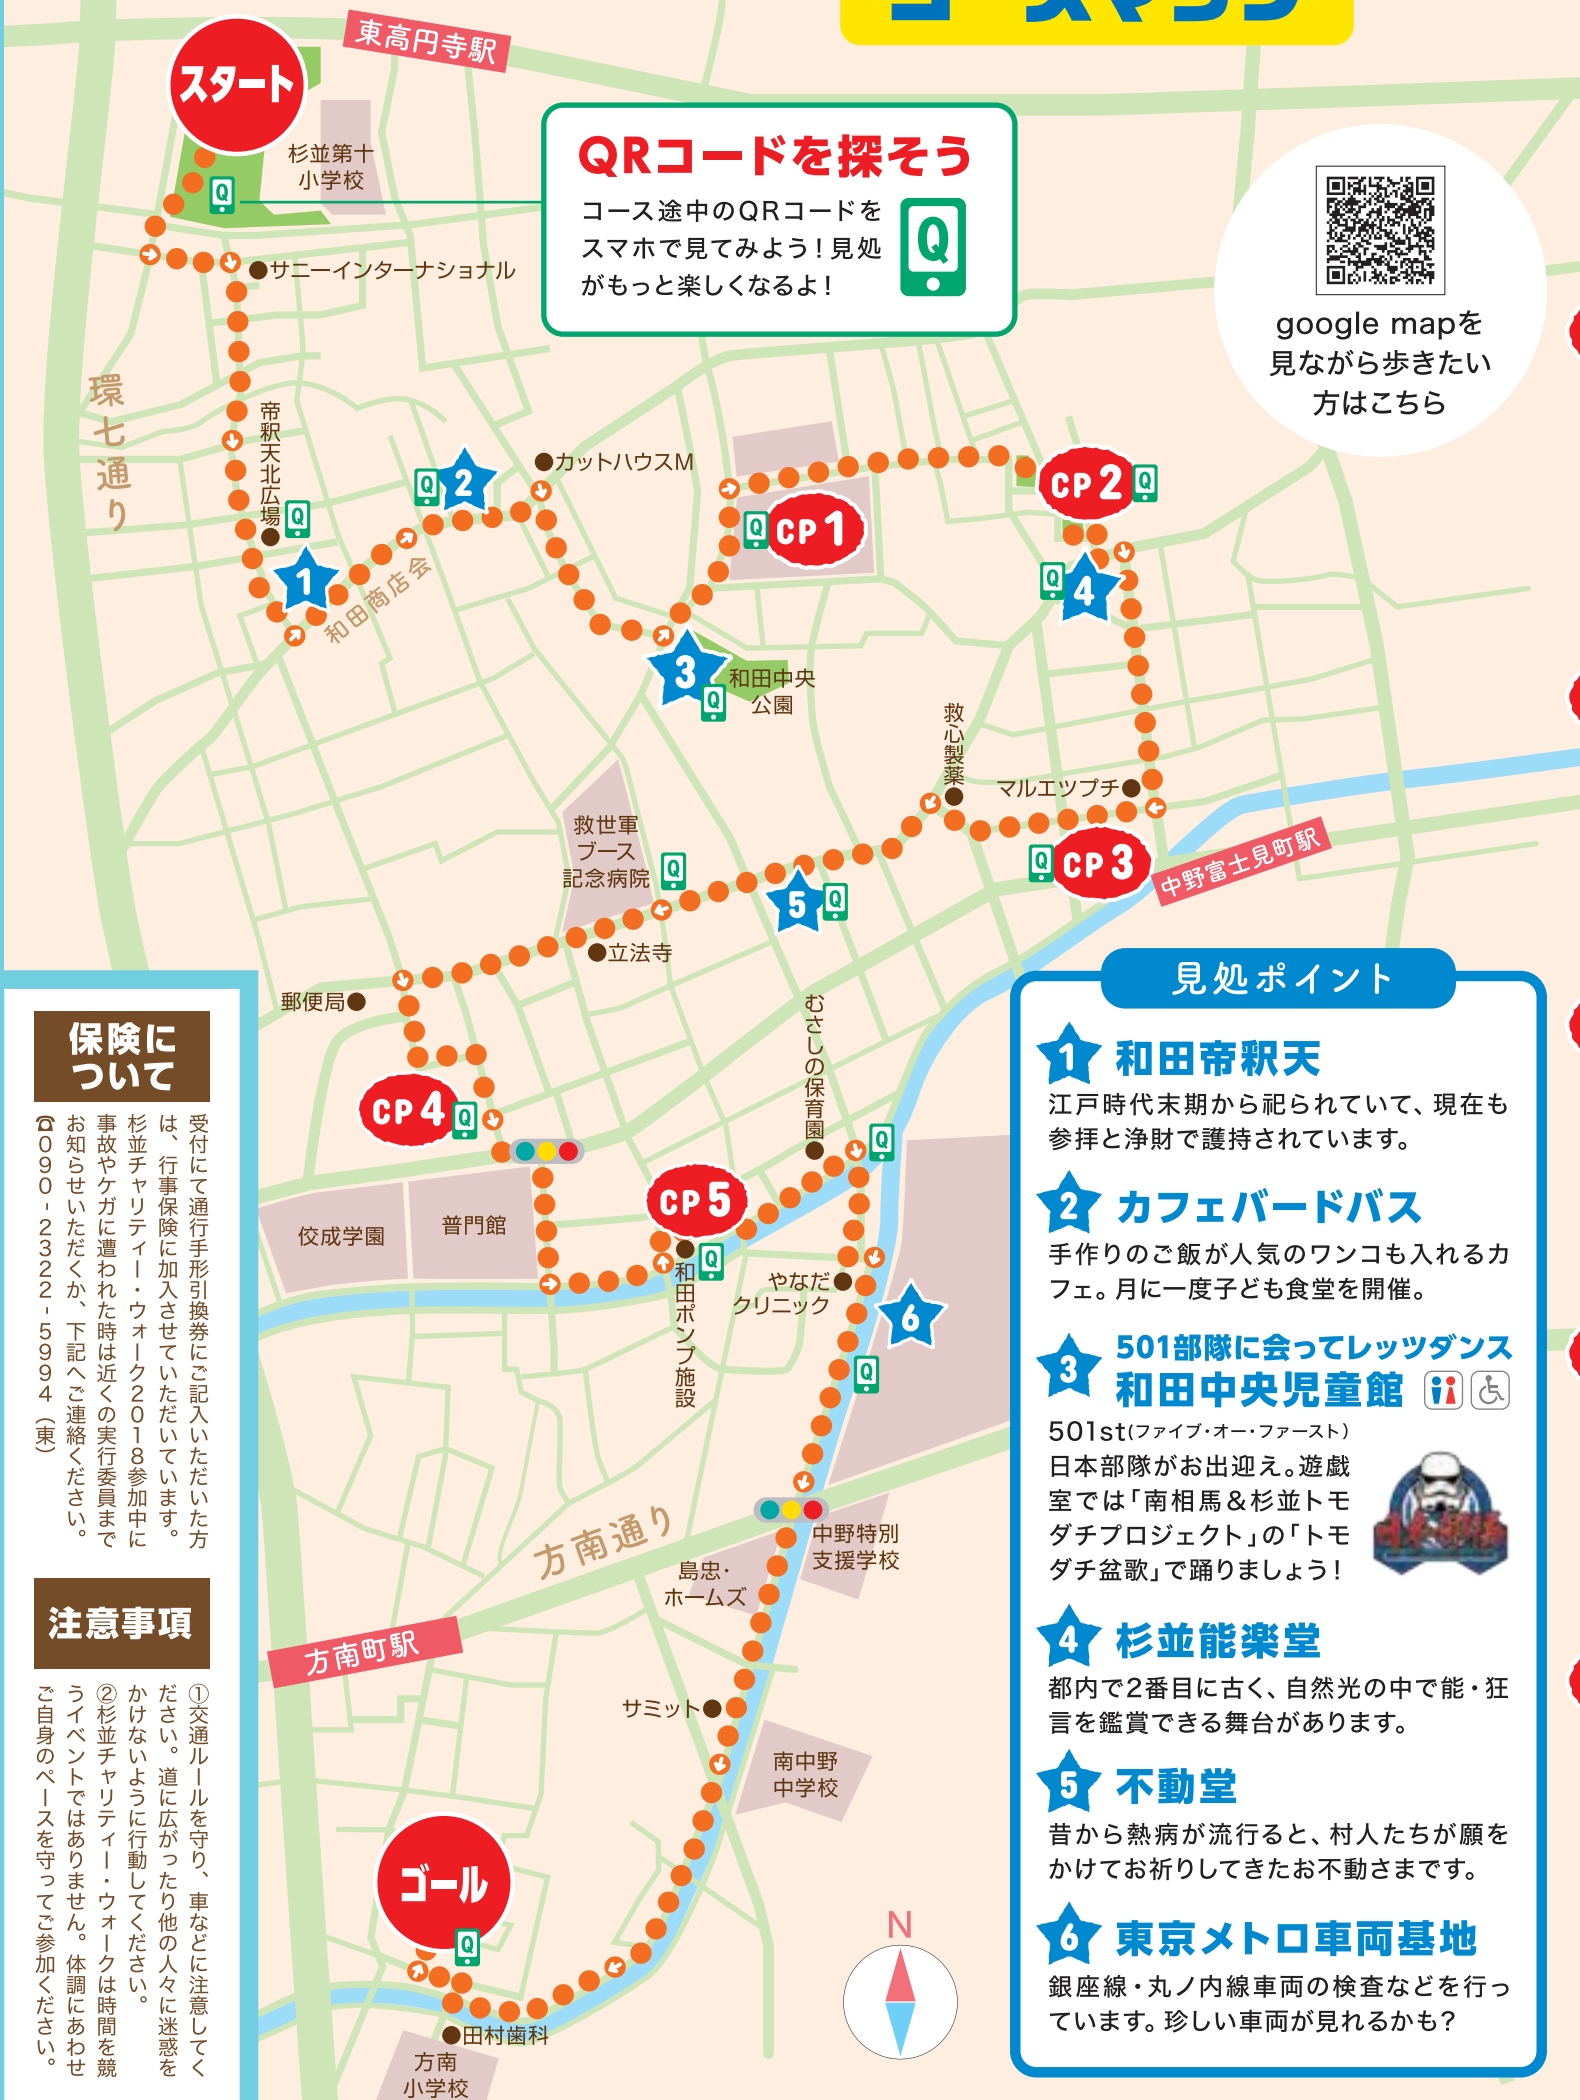 コースマップ
東高円寺駅
スタート
杉並第十
小学校
Q
QRコードを探そう
コース途中のQRコードを
スマホで見てみよう!見処
がもっと楽しくなるよ!
Q
google mapを
見ながら歩きたい
方はこちら
サニーインターナショナル
環七通り
帝釈天北広場
Q
1
和田商店会
Q
2
カットハウスM
Q
CP1
CP2
Q
Q
4
3
Q
和田中央
公園
救心製薬
マルエツプチ
Q
CP3
中野富士見町駅
救世軍
ブース
記念病院
Q
5
Q
立法寺
郵便局
むさしの保育園
Q
CP4
Q
CP5
Q
佼成学園
普門館
和田ポンプ施設
やなだ
クリニック
6
Q
方南通り
中野特別
支援学校
島忠・
ホームズ
方南町駅
サミット
南中野
中学校
ゴール
Q
田村歯科
方南
小学校
N
保険に
ついて
受付にて通行手形引換券にご記入いただいた方
は、行事保険に加入させていただいています。
杉並チャリティー・ウォーク2018参加中に
事故やケガに遭われた時は近くの実行委員まで
お知らせいただくか、下記へご連絡ください。
☎090-2322-5994(東)
注意事項
①交通ルールを守り、車などに注意してく
ださい。道に広がったり他の人々に迷惑を
かけないように行動してください。
②杉並チャリティー・ウォークは時間を競
うイベントではありません。体調にあわせ
ご自身のペースを守ってご参加ください。
見処ポイント
1 和田帝釈天
江戸時代末期から祀られていて、現在も
参拝と浄財で護持されています。
2 カフェバードバス
手作りのご飯が人気のワンコも入れるカ
フェ。月に一度子ども食堂を開催。
3 501部隊に会ってレッツダンス
和田中央児童館
501st(ファイブ・オー・ファースト)
日本部隊がお出迎え。遊戯
室では「南相馬&杉並トモ
ダチプロジェクト」の「トモ
ダチ盆歌」で踊りましょう!
4 杉並能楽堂
都内で2番目に古く、自然光の中で能・狂
言を鑑賞できる舞台があります。
5 不動堂
昔から熱病が流行ると、村人たちが願を
かけてお祈りしてきたお不動さまです。
6 東京メトロ車両基地
銀座線・丸ノ内線車両の検査などを行っ
ています。珍しい車両が見れるかも?